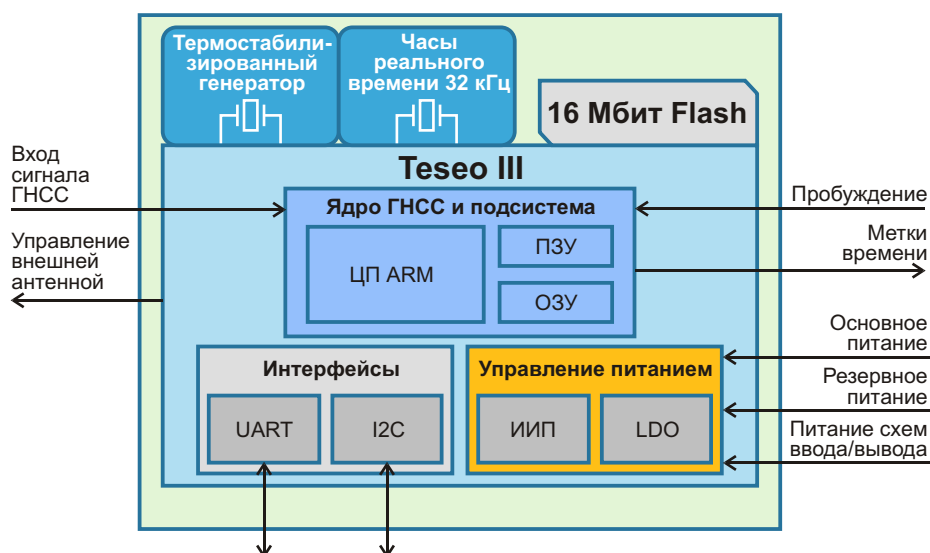 Термостабили-
зированный
генератор
Часы
реального
времени 32 кГц
16 Мбит Flash
Teseo III
Вход
сигнала
ГНСС
Ядро ГНСС и подсистема
Пробуждение
Управление
внешней
антенной
ЦП ARM
ПЗУ
ОЗУ
Метки
времени
Интерфейсы
UART
I2C
Управление питанием
ИИП
LDO
Основное
питание
Резервное
питание
Питание схем
ввода/вывода